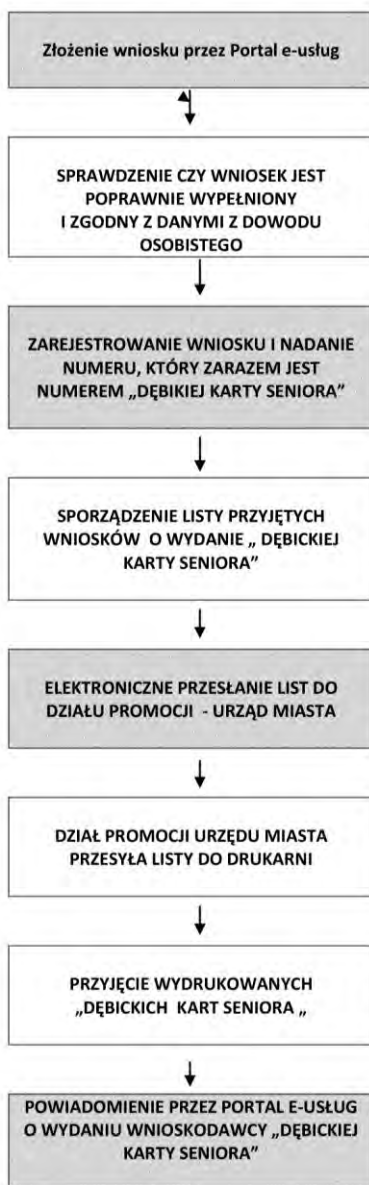 Złożenie wniosku przez Portal e-usług
SPRAWDZENIE CZY WNIOSEK JEST
POPRAWNIE WYPEŁNIONY
I ZGODNY Z DANYMI Z DOWODU
OSOBISTEGO
ZAREJESTROWANIE WNIOSKU I NADANIE
NUMERU, KTÓRY ZARAZEM JEST
NUMEREM „DĘBIKIEJ KARTY SENIORA”
SPORZĄDZENIE LISTY PRZYJĘTYCH
WNIOSKÓW O WYDANIE „ DĘBICKIEJ
KARTY SENIORA”
ELEKTRONICZNE PRZESŁANIE LIST DO
DZIAŁU PROMOCJI - URZĄD MIASTA
DZIAŁ PROMOCJI URZĘDU MIASTA
PRZESYŁA LISTY DO DRUKARNI
PRZYJĘCIE WYDRUKOWANYCH
„DĘBICKICH KART SENIORA „
POWIADOMIENIE PRZEZ PORTAL E-USŁUG
O WYDANIU WNIOSKODAWCY „DĘBICKIEJ
KARTY SENIORA”